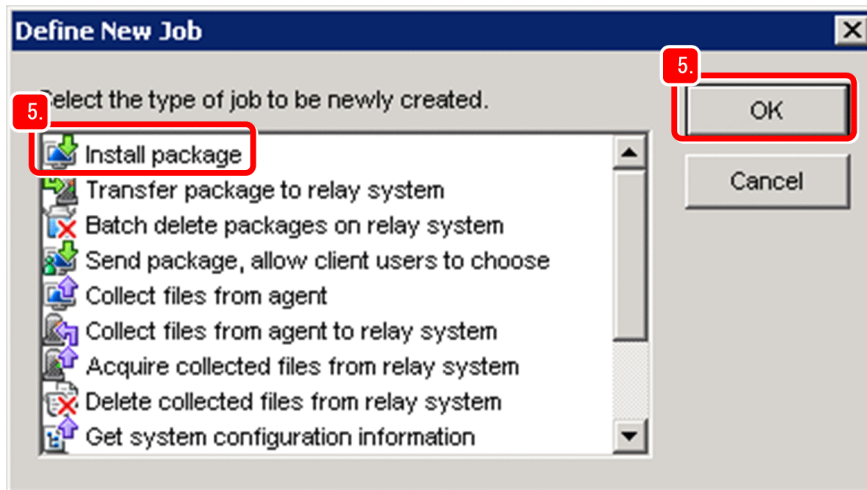 Define New Job
5.
Select the type of job to be newly created.
5.
OK
Install package
Cancel
Transfer package to relay system
Batch delete packages on relay system
Send package, allow client users to choose
Collect files from agent
Collect files from agent to relay system
Acquire collected files from relay system
Delete collected files from relay system
Get system configuration information